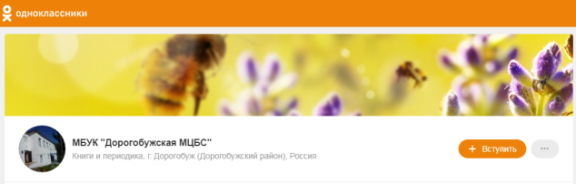 одноклассники
МБУК "Дорогобужская МЦБС"
Книги и периодика, г. Дорогобуж (Дорогобужский район), Россия
+ Вступить
...